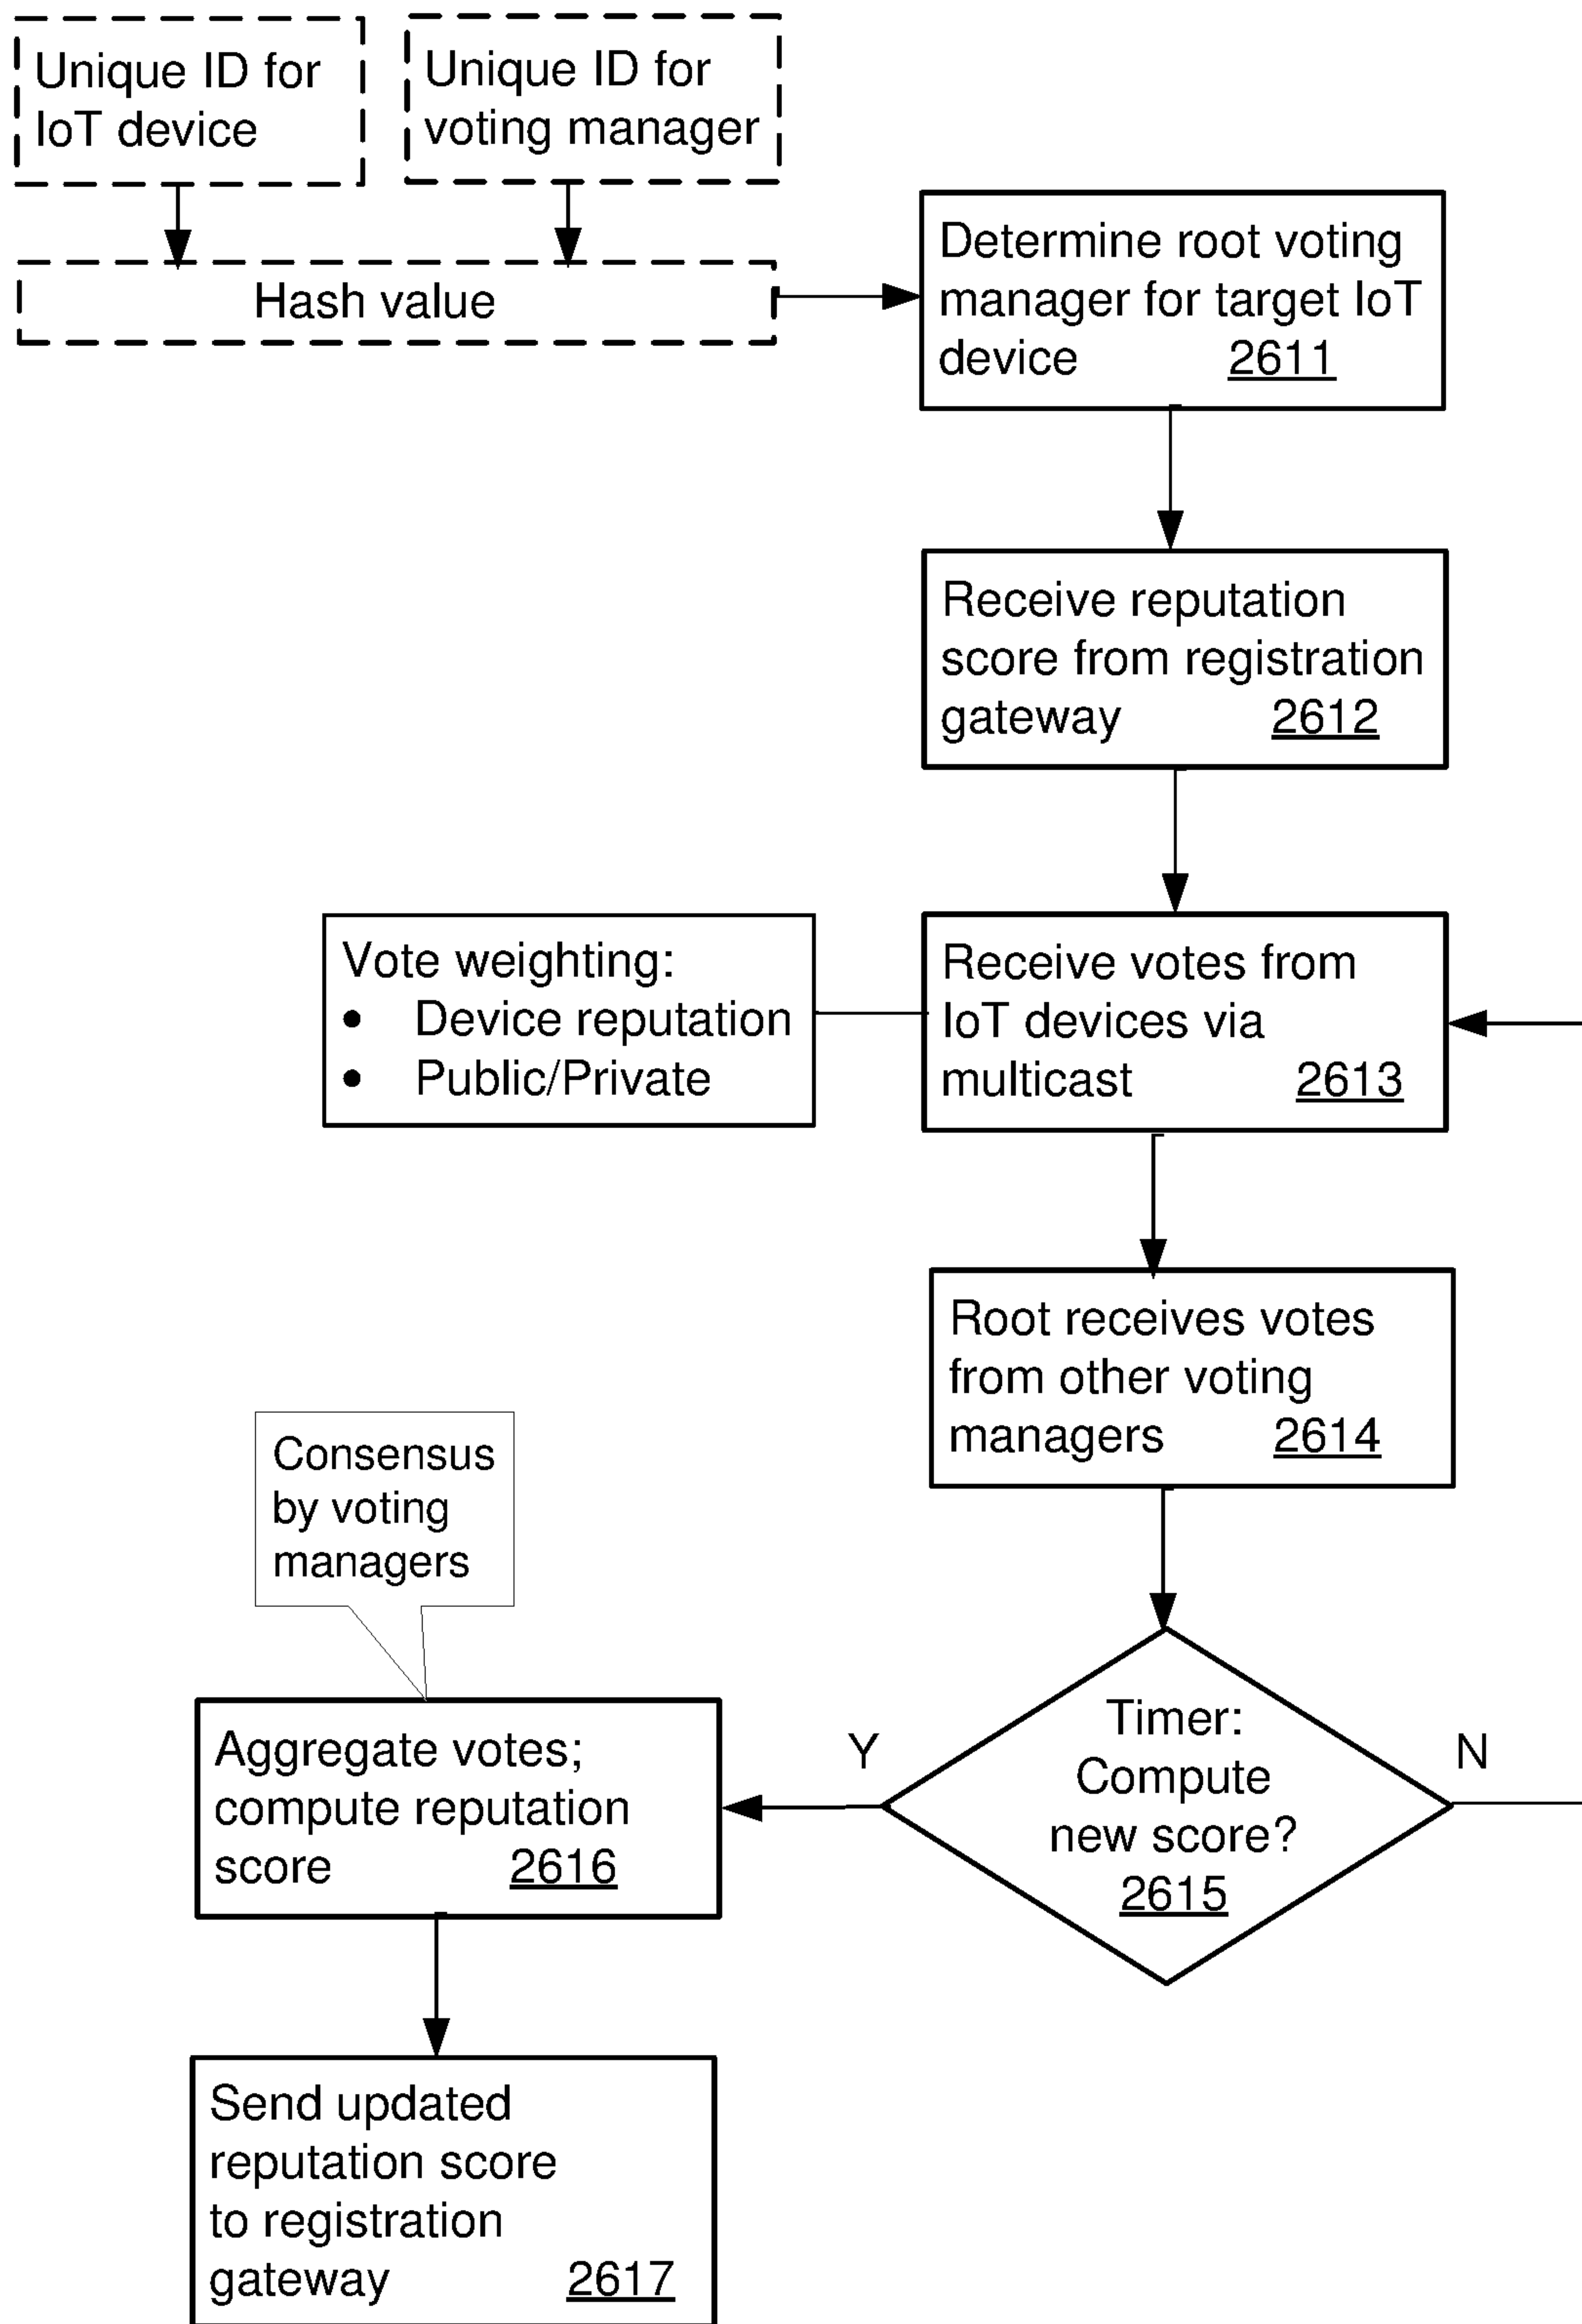 Unique ID for
IoT device
Unique ID for
voting manager
Hash value
Determine root voting
manager for target IoT
device 2611
Receive reputation
score from registration
gateway 2612
Vote weighting:
• Device reputation
• Public/Private
Receive votes from
IoT devices via
multicast 2613
Root receives votes
from other voting
managers 2614
Consensus
by voting
managers
Timer:
Compute
new score?
2615
Y
N
Aggregate votes;
compute reputation
score 2616
Send updated
reputation score
to registration
gateway 2617